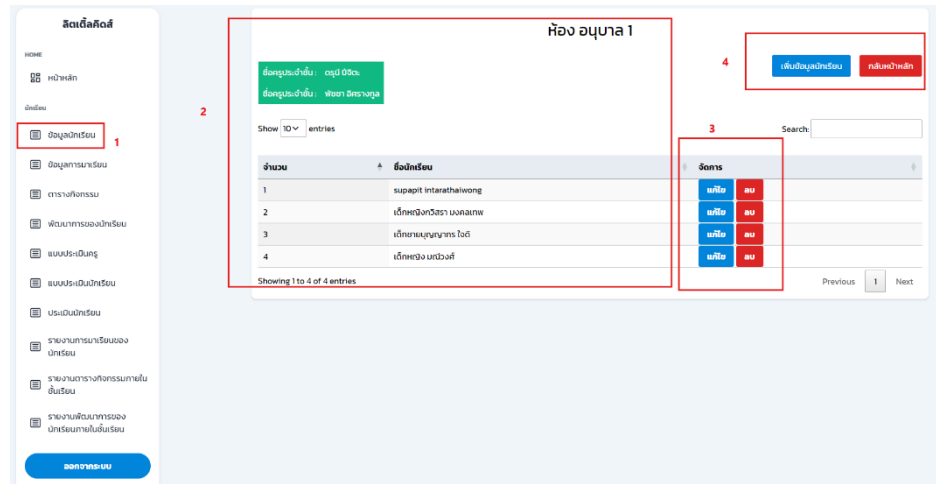 ลิตเติ้ลคิดส์
HOME
หน้าหลัก
นักเรียน
ข้อมูลนักเรียน
1
ข้อมูลการมาเรียน
ตารางกิจกรรม
พัฒนาการของนักเรียน
แบบประเมินครู
แบบประเมินนักเรียน
ประเมินนักเรียน
รายงานการมาเรียนของ
นักเรียน
รายงานตารางกิจกรรมภายใน
ชั้นเรียน
รายงานพัฒนาการของ
นักเรียนภายในชั้นเรียน
ออกจากระบบ
2
ห้อง อนุบาล 1
4
เพิ่มข้อมูลนักเรียน กลับหน้าหลัก
ชื่อครูประจำชั้น : ดรุณี ปัจิตะ
ชื่อครูประจำชั้น : พัชชา อิศรางกูล
Show 10 entries
3
Search:
จำนวน ชื่อนักเรียน จัดการ
1 supapit intarathaiwong แก้ไข ลบ
2 เด็กหญิงกวิสรา มงคลเทพ แก้ไข ลบ
3 เด็กชายบุญญากร ใจดี แก้ไข ลบ
4 เด็กหญิง มณีวงศ์ แก้ไข ลบ
Showing 1 to 4 of 4 entries
Previous 1 Next